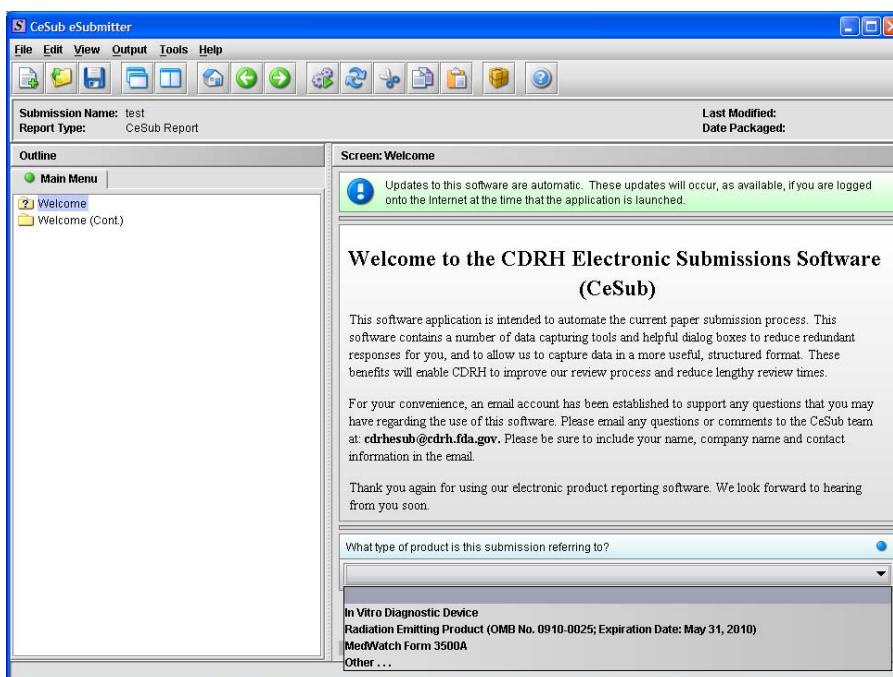 CeSub eSubmitter
File Edit View Output Tools Help
Submission Name: test
Last Modified:
Report Type: CeSub Report
Date Packaged:
Outline
Screen: Welcome
Main Menu
Welcome
Welcome (Cont.)
Updates to this software are automatic. These updates will occur, as available, if you are logged
onto the Internet at the time that the application is launched.
Welcome to the CDRH Electronic Submissions Software
(CeSub)
This software application is intended to automate the current paper submission process. This
software contains a number of data capturing tools and helpful dialog boxes to reduce redundant
responses for you, and to allow us to capture data in a more useful, structured format. These
benefits will enable CDRH to improve our review process and reduce lengthy review times.
For your convenience, an email account has been established to support any questions that you may
have regarding the use of this software. Please email any questions or comments to the CeSub team
at: cdrhesub@cdrh.fda.gov. Please be sure to include your name, company name and contact
information in the email.
Thank you again for using our electronic product reporting software. We look forward to hearing
from you soon.
What type of product is this submission referring to?
In Vitro Diagnostic Device
Radiation Emitting Product (OMB No. 0910-0025; Expiration Date: May 31, 2010)
MedWatch Form 3500A
Other . . .